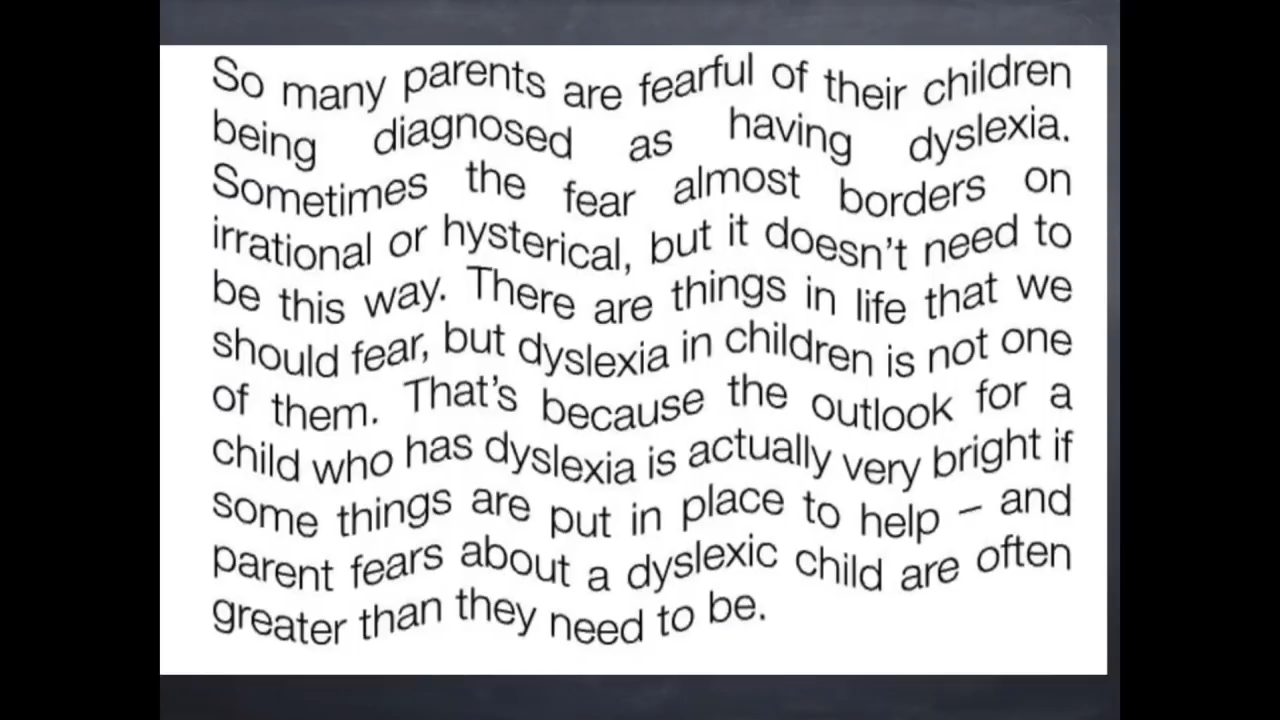 So many parents are fearful of their children
being diagnosed as having dyslexia.
Sometimes the fear almost borders on
irrational or hysterical, but it doesn’t need to
be this way. There are things in life that we
should fear, but dyslexia in children is not one
of them. That’s because the outlook for a
child who has dyslexia is actually very bright if
some things are put in place to help – and
parent fears about a dyslexic child are often
greater than they need to be.